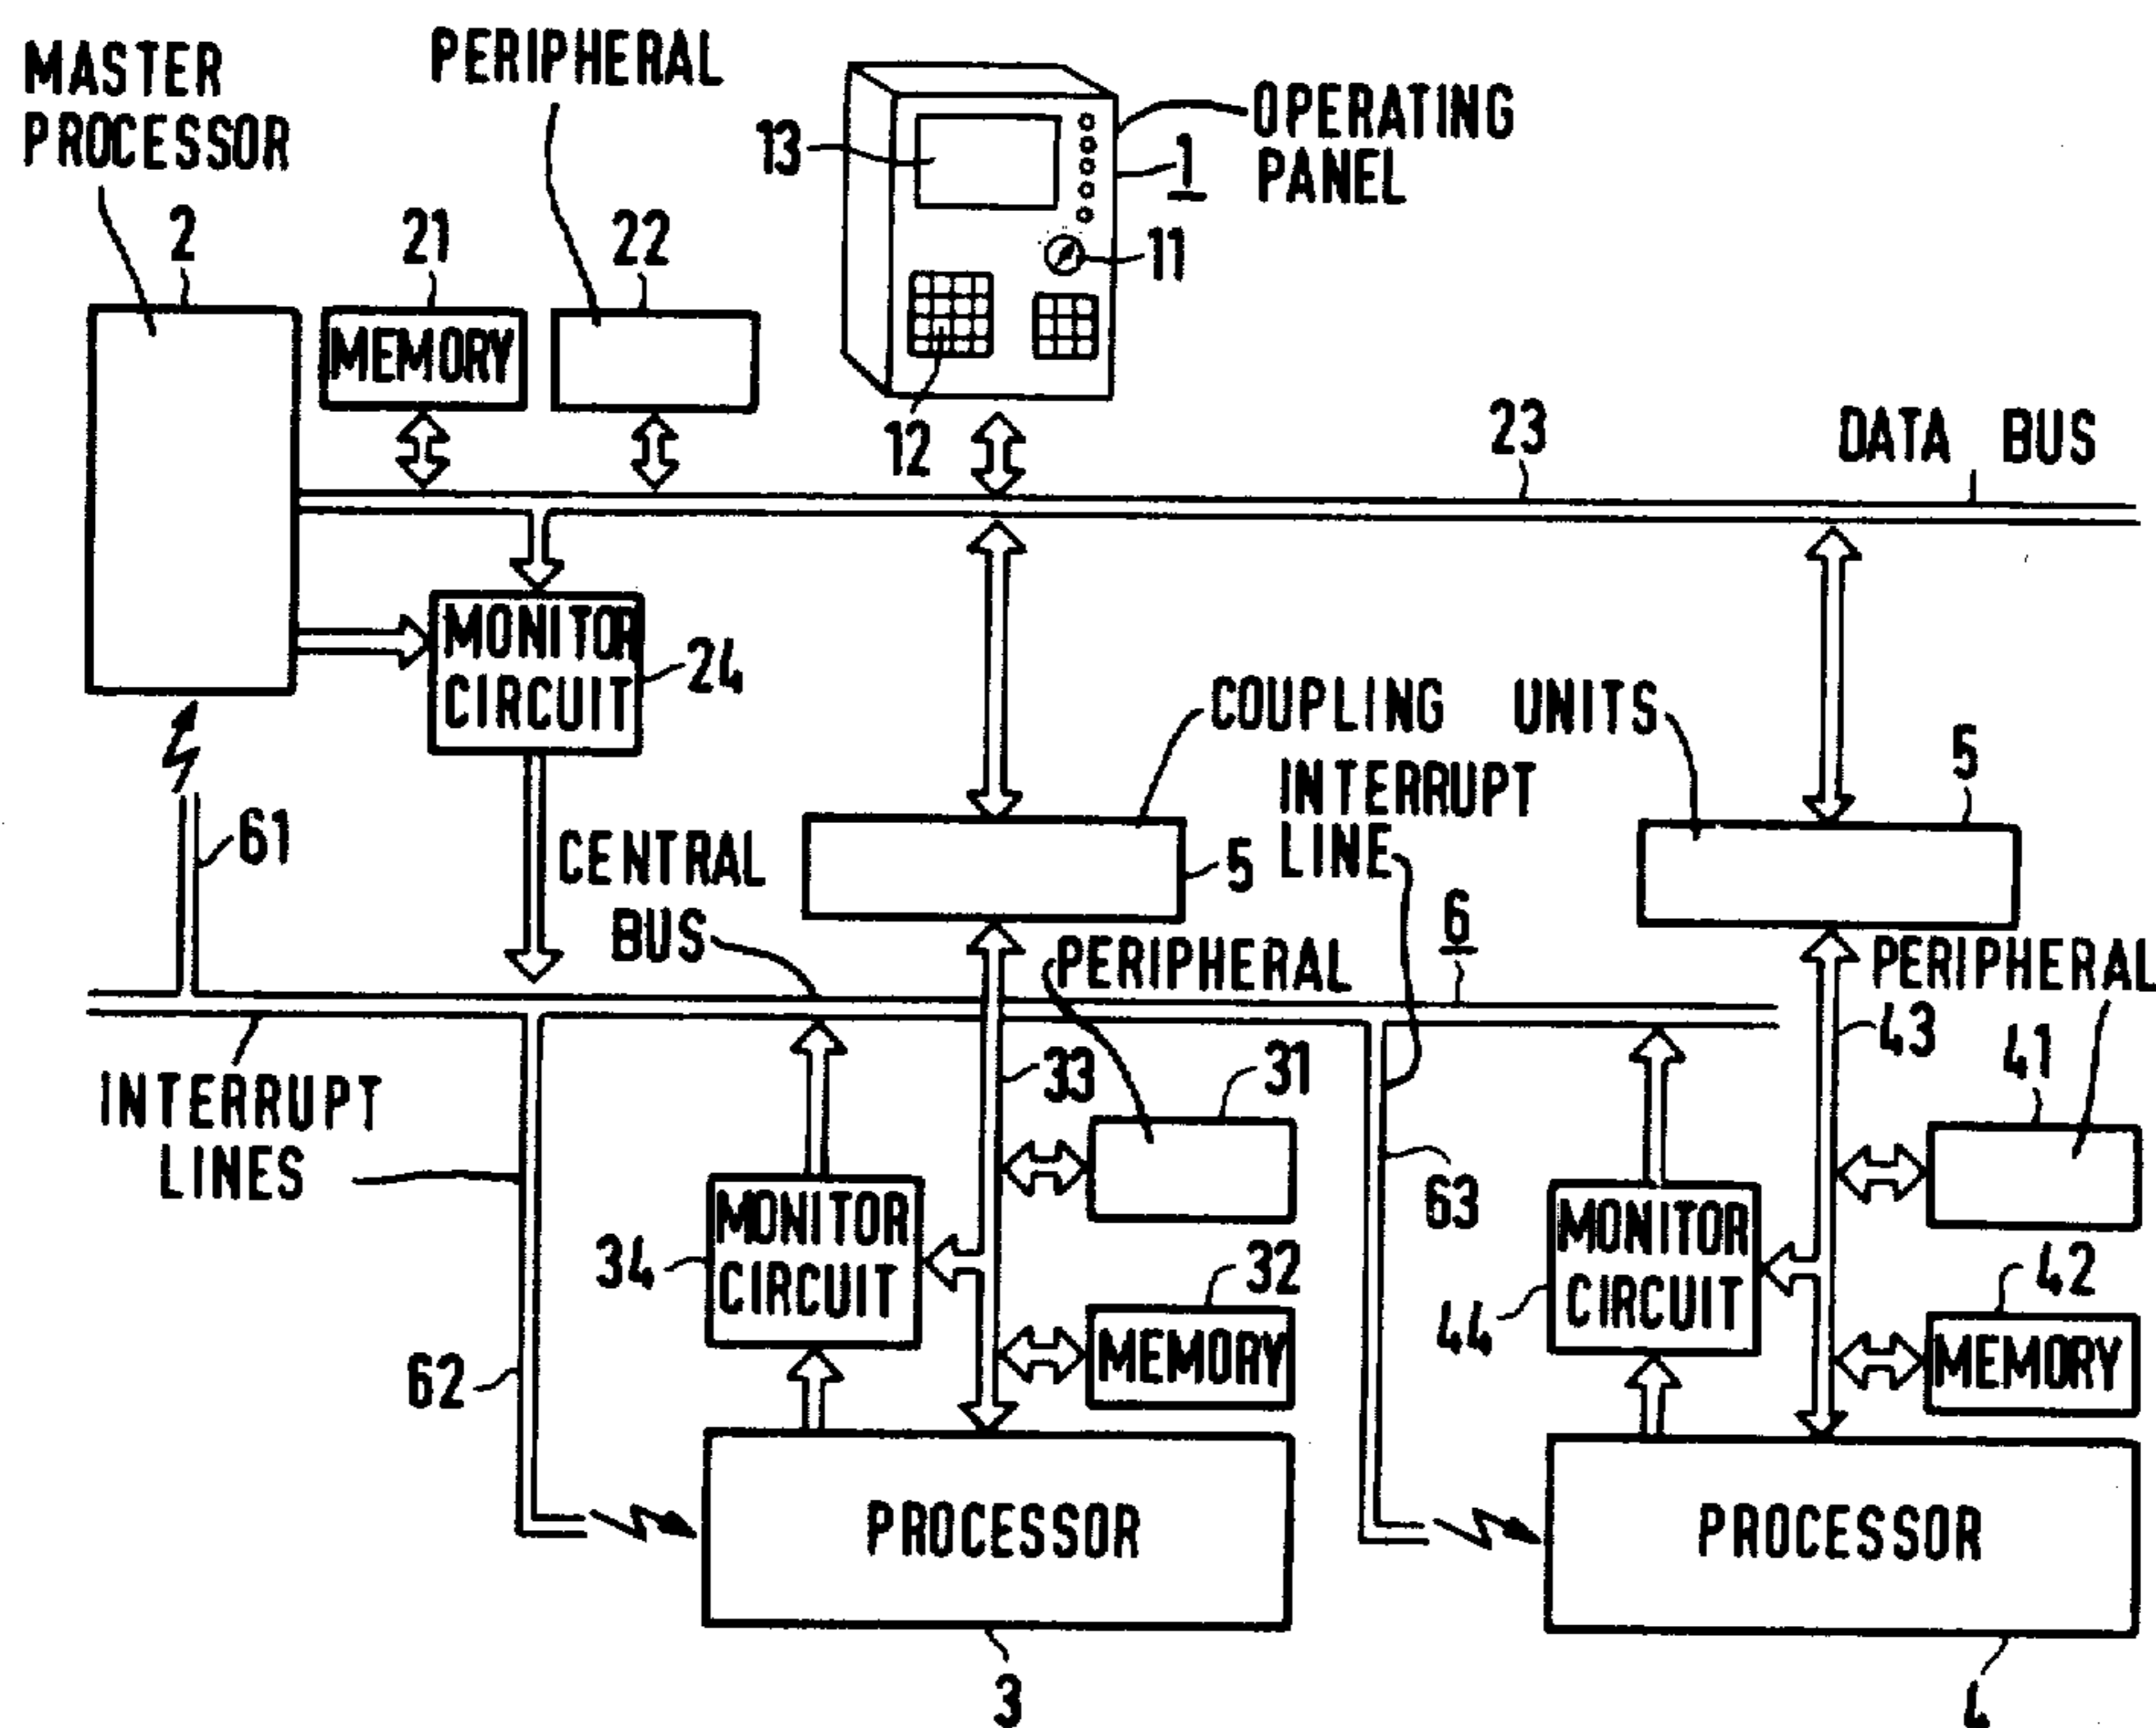 MASTER
PROCESSOR
PERIPHERAL
OPERATING
PANEL
13
1
2
21
22
11
MEMORY
12
23
DATA BUS
MONITOR
CIRCUIT
24
COUPLING UNITS
5
61
INTERRUPT
LINE
CENTRAL
BUS
5
6
PERIPHERAL
PERIPHERAL
33
31
43
41
INTERRUPT
LINES
MONITOR
CIRCUIT
34
63
MONITOR
CIRCUIT
44
32
MEMORY
42
MEMORY
62
PROCESSOR
PROCESSOR
3
4